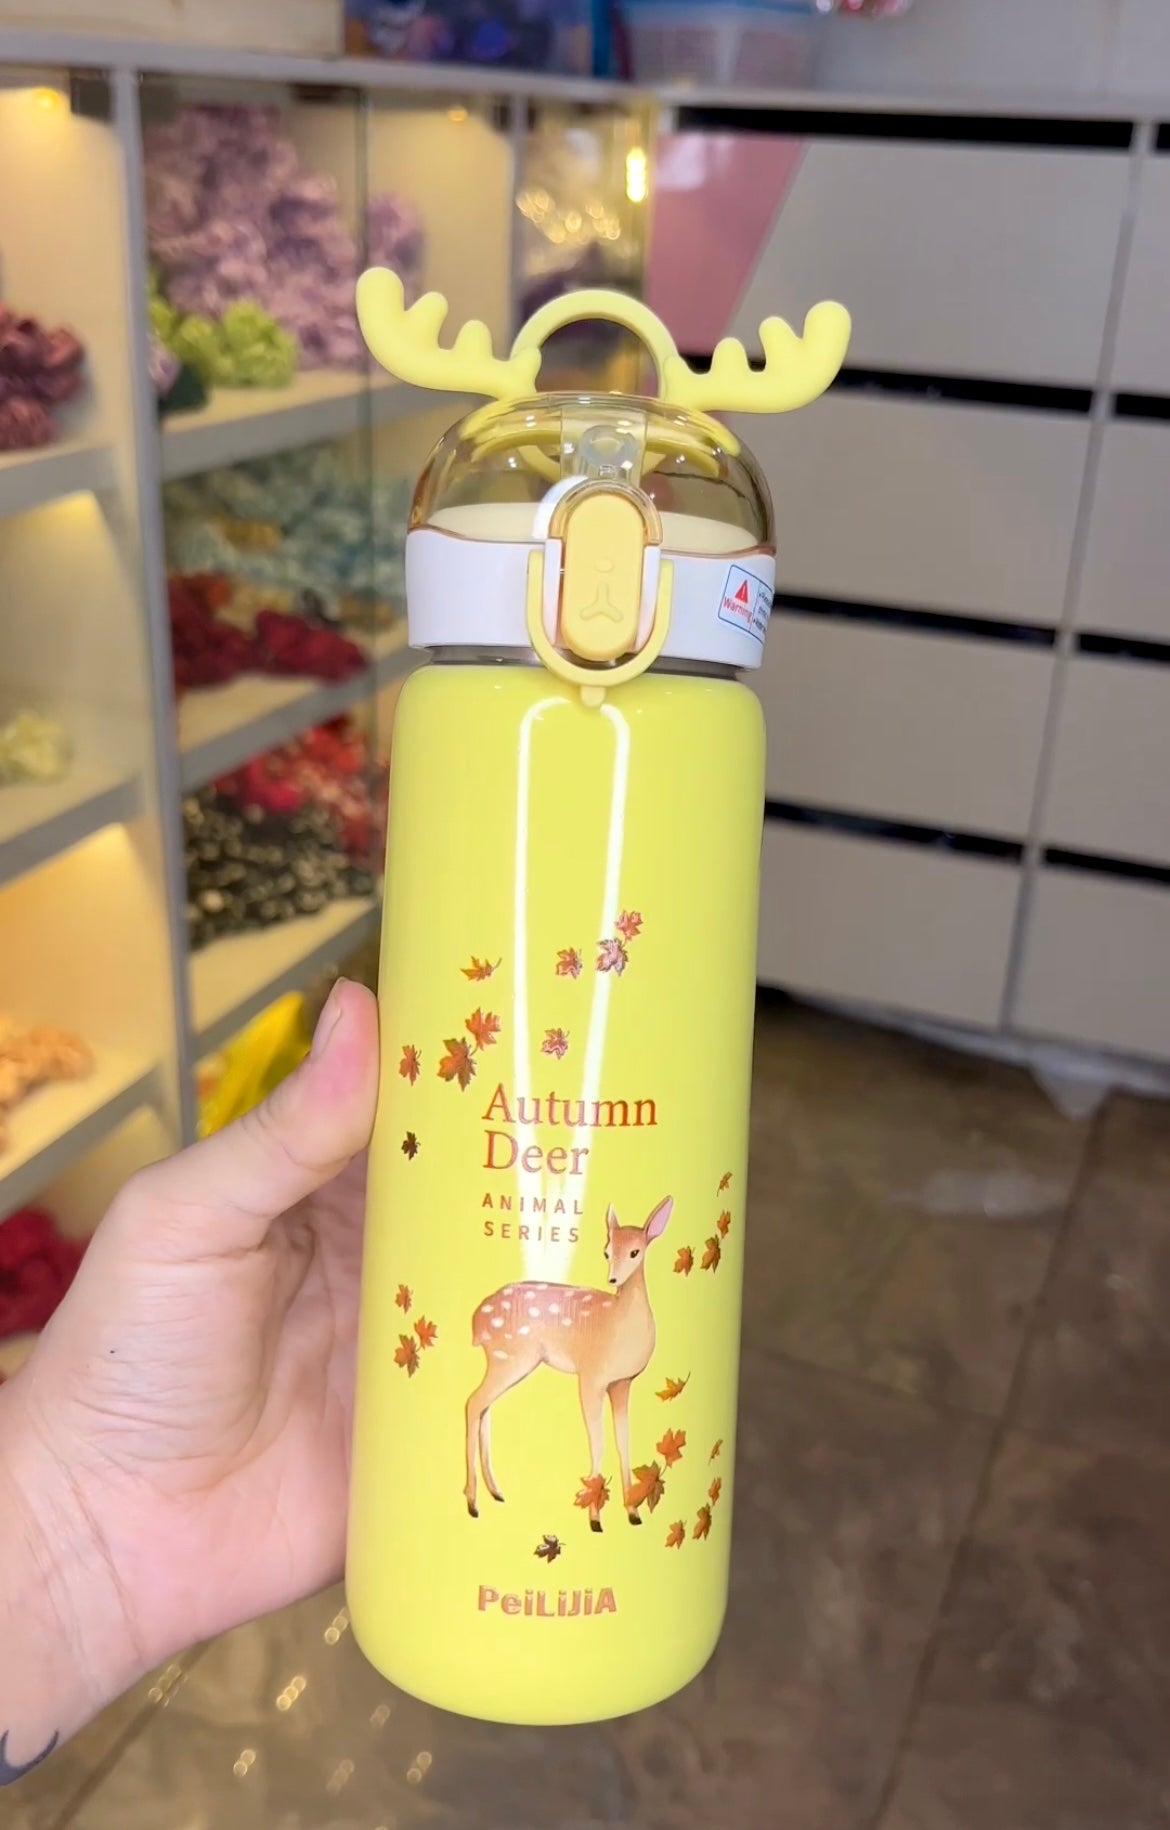 Warning
Autumn
Deer
ANIMAL
SERIES
PeiLiJiA